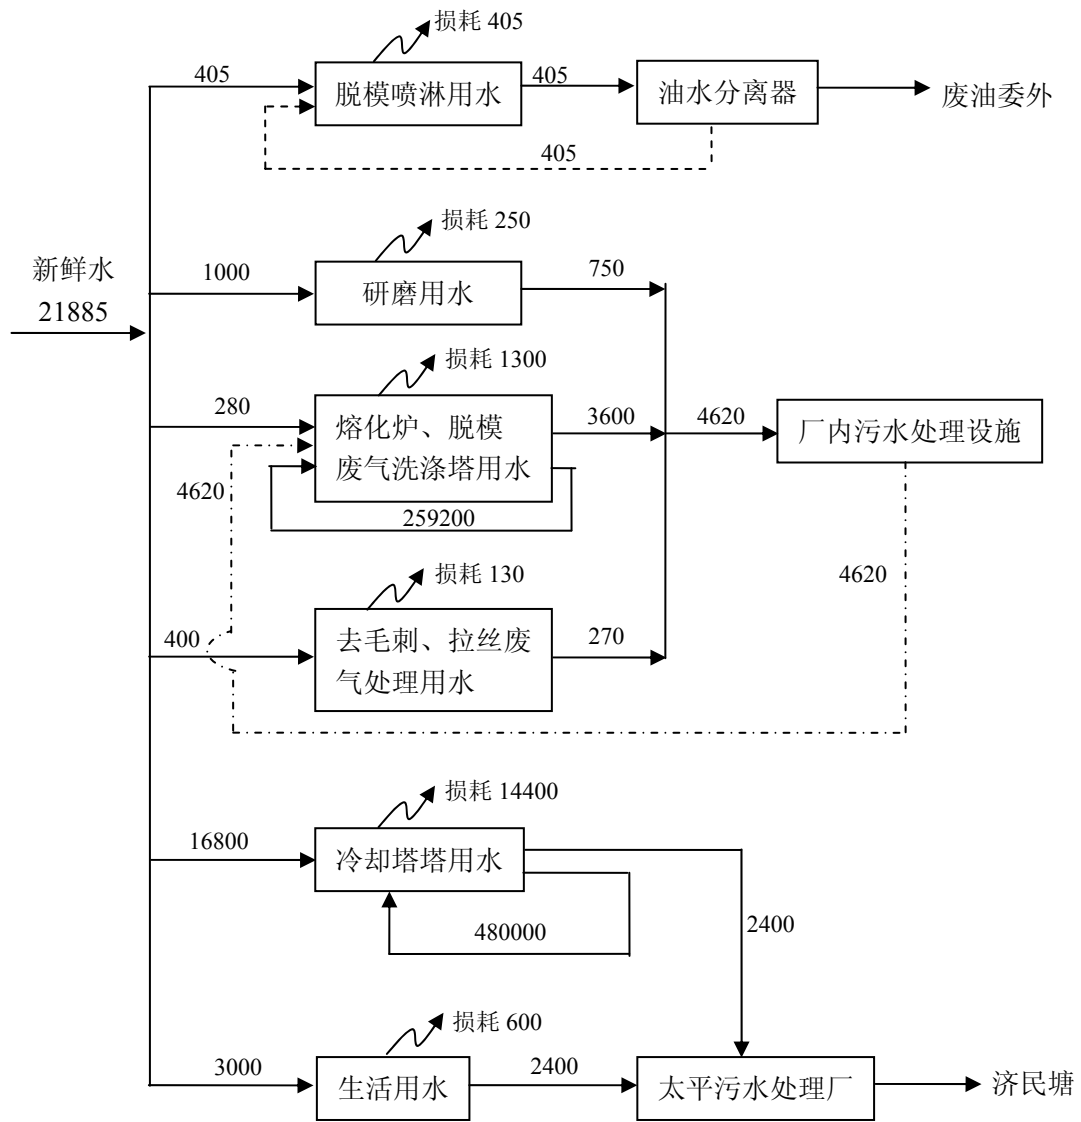 损耗 405
405
脱模喷淋用水
405
油水分离器
废油委外
405
损耗 250
新鲜水
21885
1000
研磨用水
750
损耗 1300
280
熔化炉、脱模
废气洗涤塔用水
3600
4620
厂内污水处理设施
4620
259200
损耗 130
4620
400
去毛刺、拉丝废
气处理用水
270
损耗 14400
16800
冷却塔塔用水
480000
2400
损耗 600
3000
生活用水
2400
太平污水处理厂
济民塘